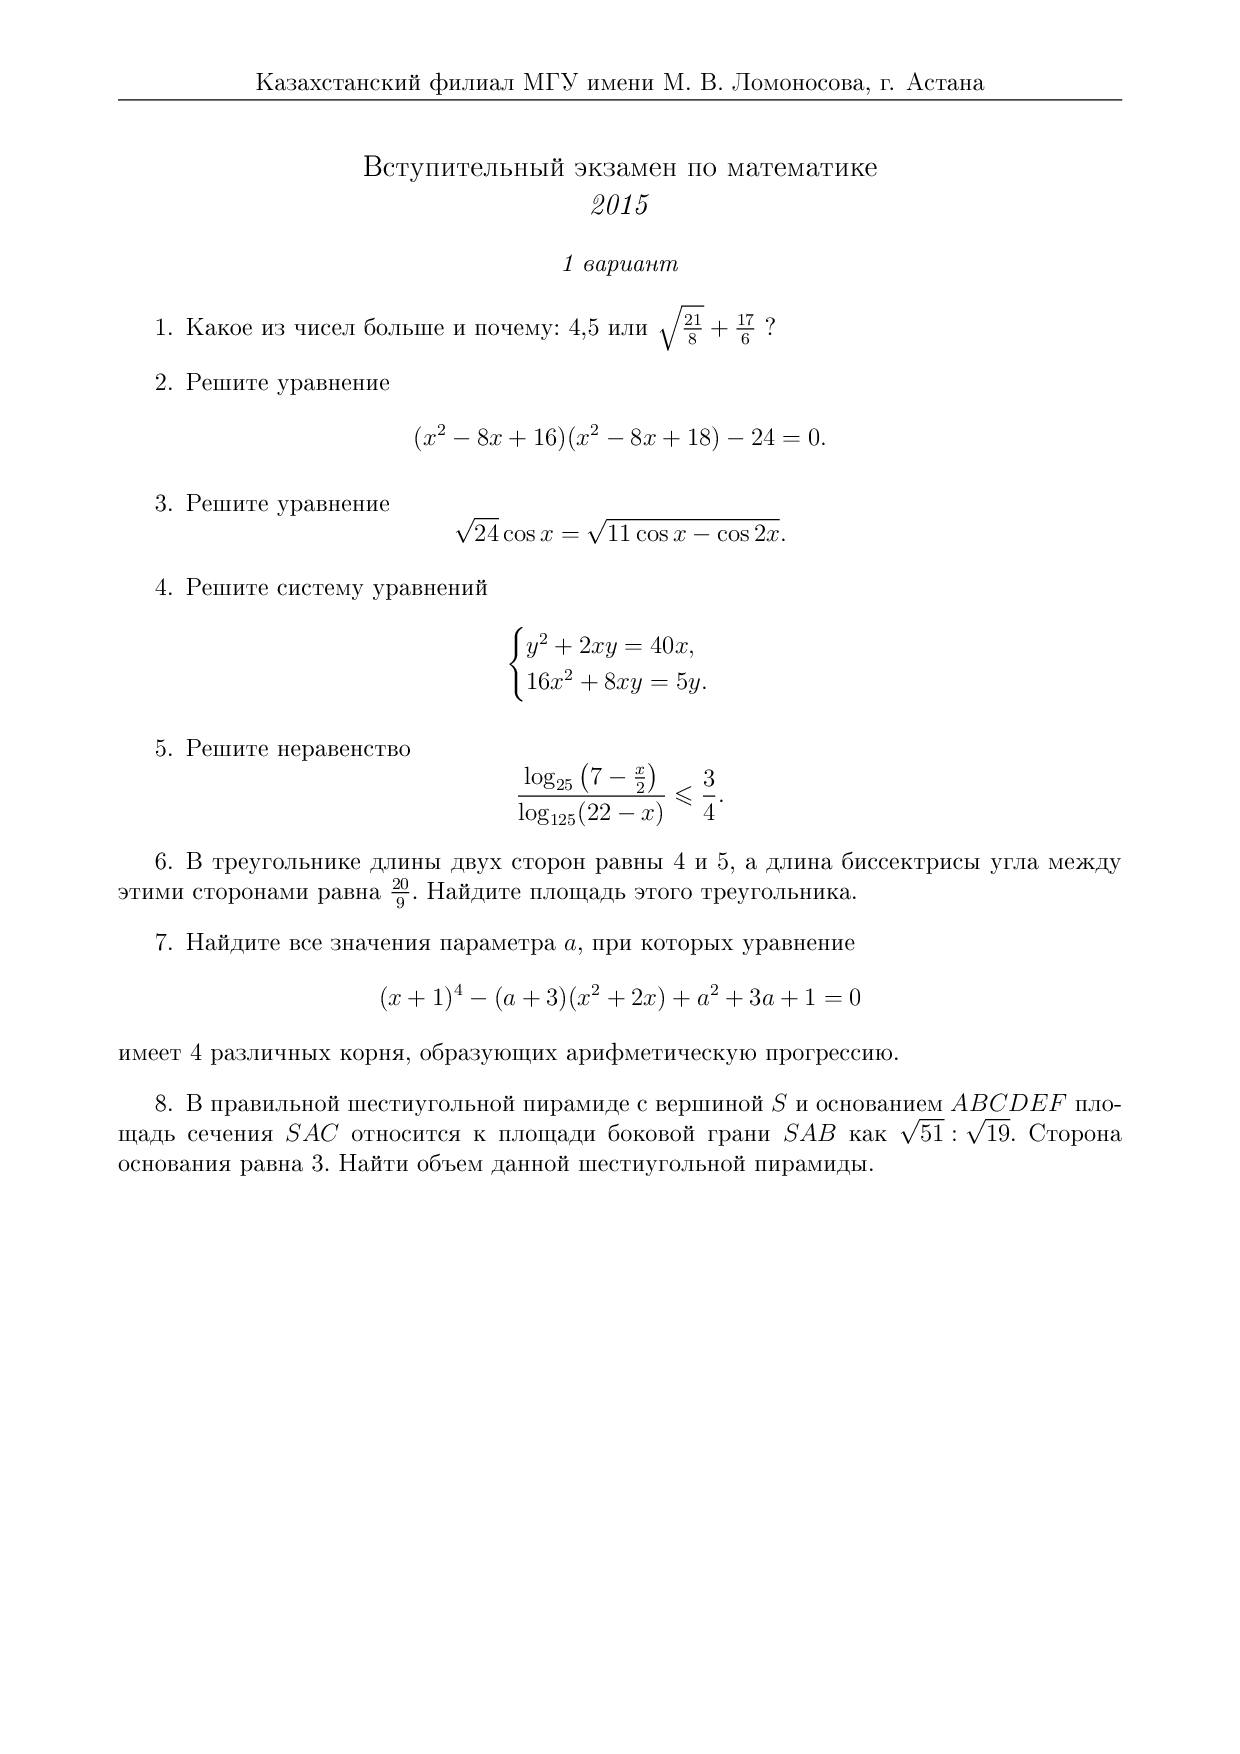 Казахстанский филиал МГУ имени М. В. Ломоносова, г. Астана
Вступительный экзамен по математике
2015
1 вариант
1. Какое из чисел больше и почему: 4,5 или $\sqrt{\frac{21}{8}} + \frac{17}{6}$ ?
2. Решите уравнение
$(x^2 - 8x + 16)(x^2 - 8x + 18) - 24 = 0.$
3. Решите уравнение
$\sqrt{24} \cos x = \sqrt{11 \cos x - \cos 2x}.$
4. Решите систему уравнений
$\begin{cases} y^2 + 2xy = 40x, \\ 16x^2 + 8xy = 5y. \end{cases}$
5. Решите неравенство
$\frac{\log_{25} \left(7 - \frac{x}{2}\right)}{\log_{125}(22 - x)} \leqslant \frac{3}{4}.$
6. В треугольнике длины двух сторон равны 4 и 5, а длина биссектрисы угла между
этими сторонами равна $\frac{20}{9}$. Найдите площадь этого треугольника.
7. Найдите все значения параметра $a$, при которых уравнение
$(x + 1)^4 - (a + 3)(x^2 + 2x) + a^2 + 3a + 1 = 0$
имеет 4 различных корня, образующих арифметическую прогрессию.
8. В правильной шестиугольной пирамиде с вершиной $S$ и основанием $ABCDEF$ пло-
щадь сечения $SAC$ относится к площади боковой грани $SAB$ как $\sqrt{51} : \sqrt{19}$. Сторона
основания равна 3. Найти объем данной шестиугольной пирамиды.